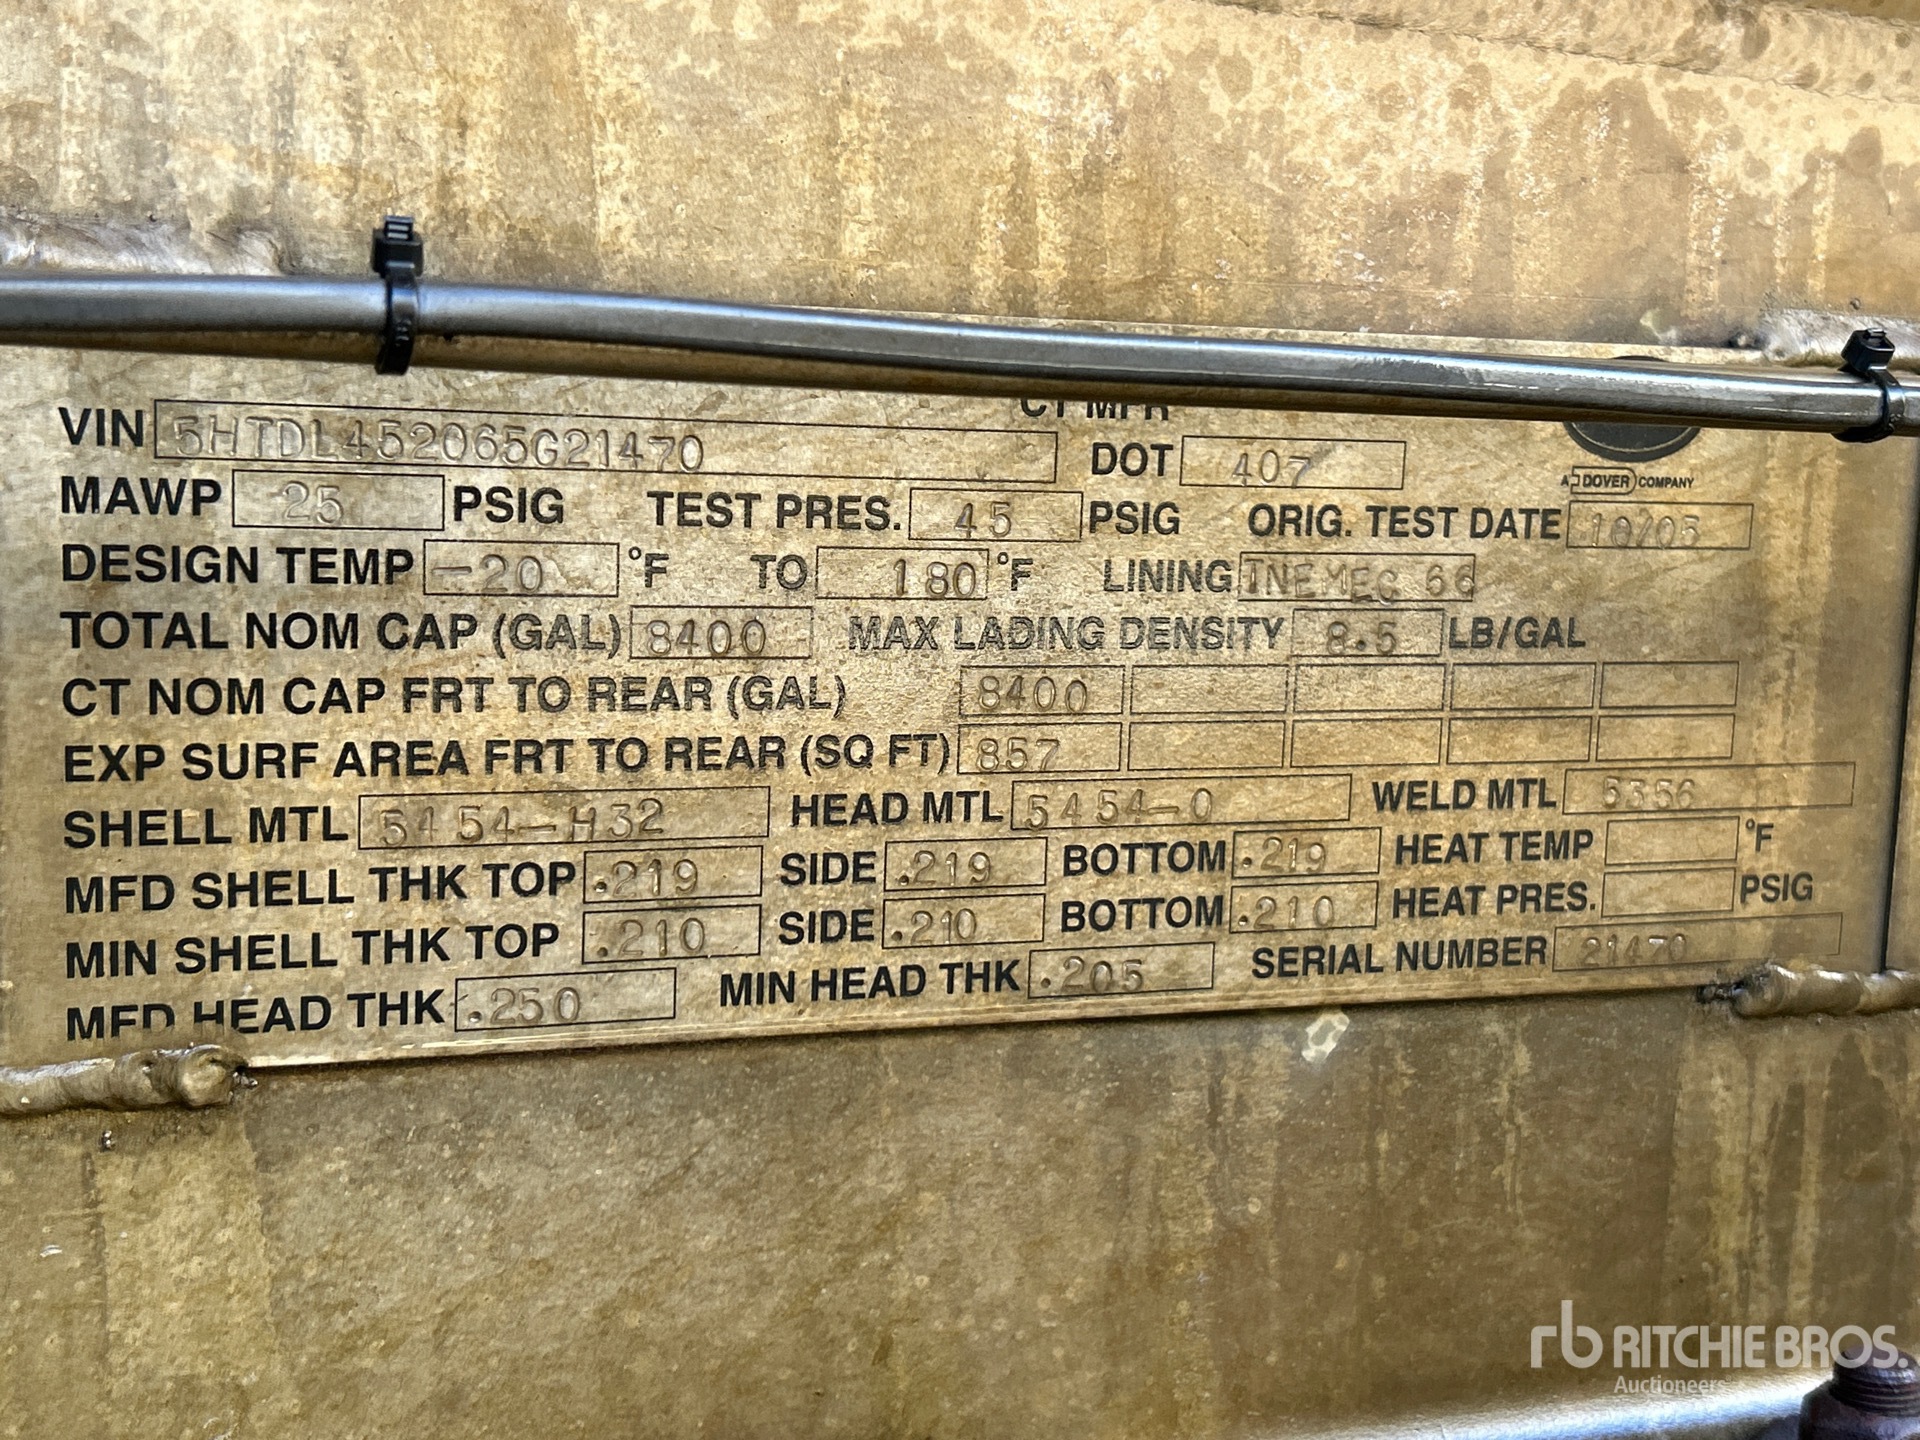 CT MFR
VIN 5HTDL452065G21470 DOT 407
A DOVER COMPANY
MAWP 25 PSIG TEST PRES. 45 PSIG ORIG. TEST DATE 10/05
DESIGN TEMP -20 °F TO 180 °F LINING TNEMEC 66
TOTAL NOM CAP (GAL) 8400 MAX LADING DENSITY 8.5 LB/GAL
CT NOM CAP FRT TO REAR (GAL) 8400
EXP SURF AREA FRT TO REAR (SQ FT) 857
SHELL MTL 5454-H32 HEAD MTL 5454-0 WELD MTL 5356
MFD SHELL THK TOP .219 SIDE .219 BOTTOM .219 HEAT TEMP °F
MIN SHELL THK TOP .210 SIDE .210 BOTTOM .210 HEAT PRES. PSIG
MFD HEAD THK .250 MIN HEAD THK .205 SERIAL NUMBER 21470
rb RITCHIE BROS.
Auctioneers